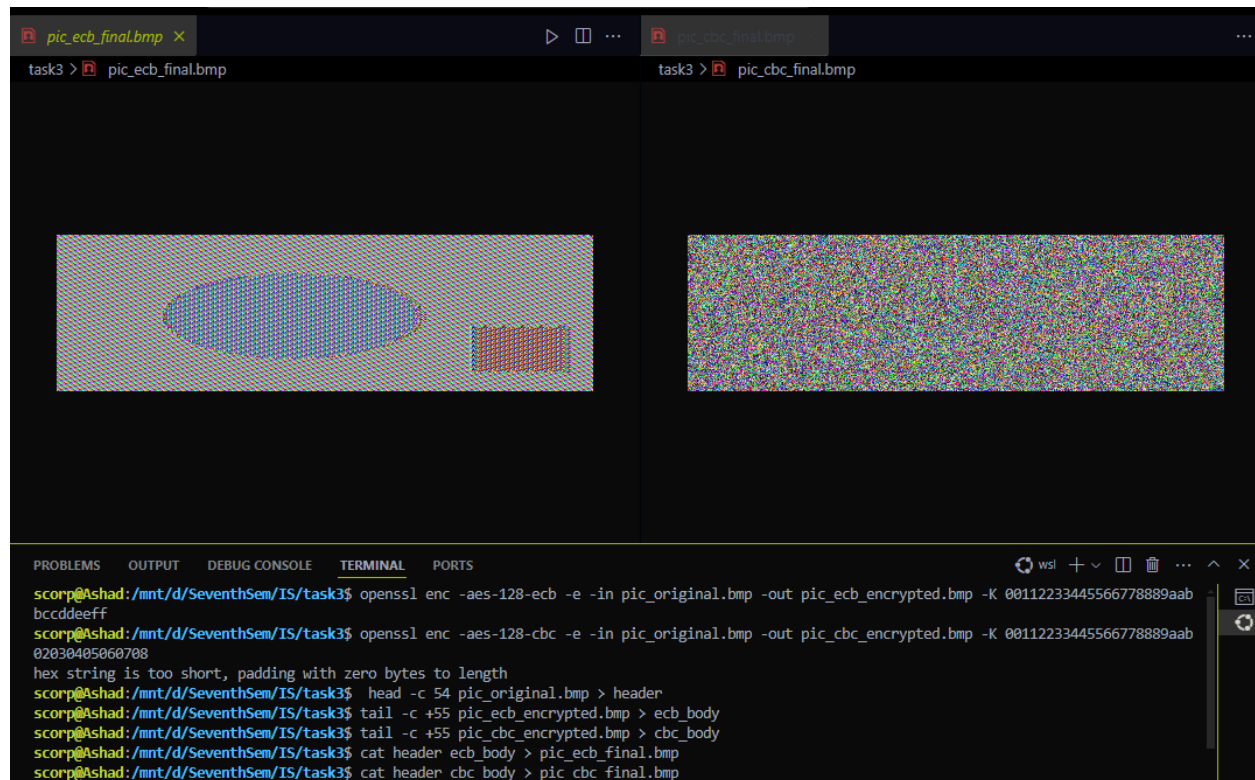 pic_ecb_final.bmp
pic_cbc_final.bmp
task3 > pic_ecb_final.bmp
task3 > pic_cbc_final.bmp
PROBLEMS OUTPUT DEBUG CONSOLE TERMINAL PORTS
wsl
scorp@Ashad:/mnt/d/SeventhSem/IS/task3$ openssl enc -aes-128-ecb -e -in pic_original.bmp -out pic_ecb_encrypted.bmp -K 00112233445566778889aab
bccddeeff
scorp@Ashad:/mnt/d/SeventhSem/IS/task3$ openssl enc -aes-128-cbc -e -in pic_original.bmp -out pic_cbc_encrypted.bmp -K 00112233445566778889aab
02030405060708
hex string is too short, padding with zero bytes to length
scorp@Ashad:/mnt/d/SeventhSem/IS/task3$ head -c 54 pic_original.bmp > header
scorp@Ashad:/mnt/d/SeventhSem/IS/task3$ tail -c +55 pic_ecb_encrypted.bmp > ecb_body
scorp@Ashad:/mnt/d/SeventhSem/IS/task3$ tail -c +55 pic_cbc_encrypted.bmp > cbc_body
scorp@Ashad:/mnt/d/SeventhSem/IS/task3$ cat header ecb_body > pic_ecb_final.bmp
scorp@Ashad:/mnt/d/SeventhSem/IS/task3$ cat header cbc_body > pic_cbc_final.bmp